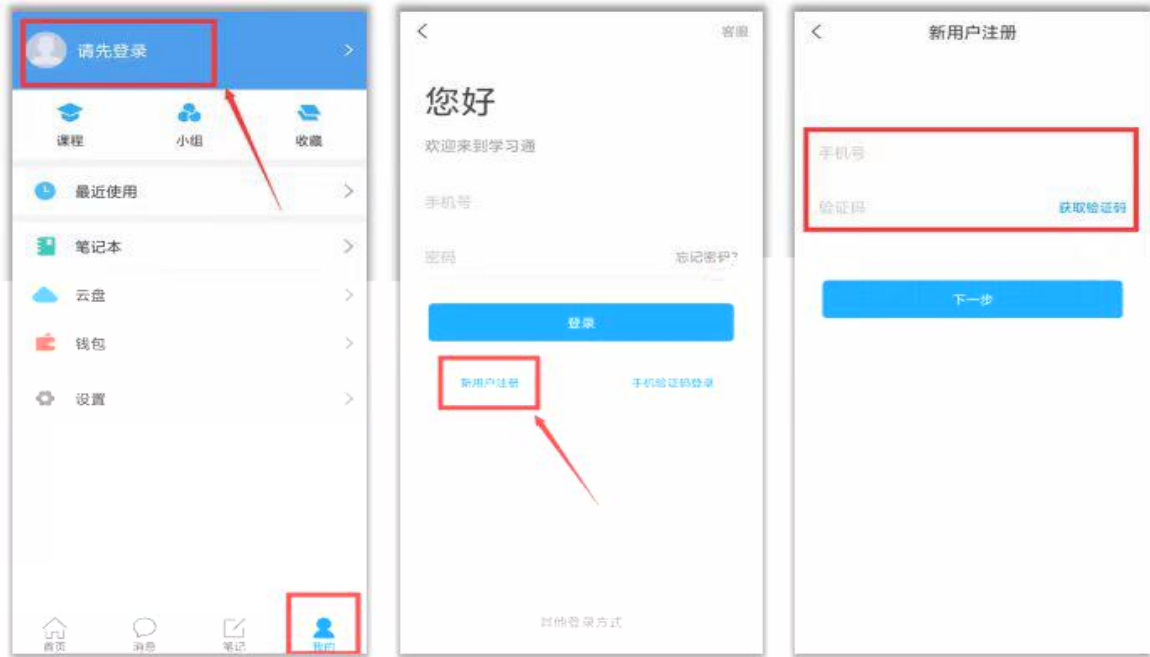 请先登录
课程
小组
收藏
最近使用
笔记本
云盘
钱包
设置
首页
消息
笔记
我的
客服
您好
欢迎来到学习通
手机号
密码
忘记密码?
登录
新用户注册
手机验证码登录
其他登录方式
新用户注册
手机号
验证码
获取验证码
下一步